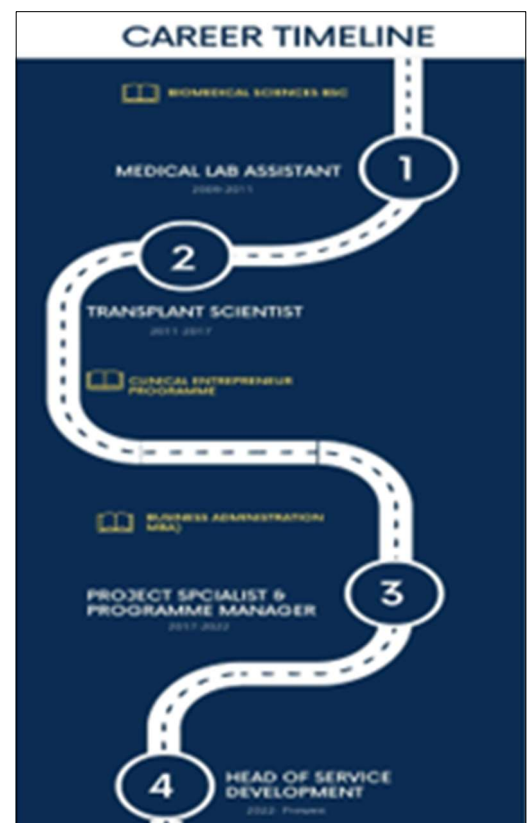 CAREER TIMELINE
BIOMEDICAL SCIENCES BSC
1
MEDICAL LAB ASSISTANT
2009-2011
2
TRANSPLANT SCIENTIST
2011-2017
CLINICAL ENTREPRENEUR
PROGRAMME
BUSINESS ADMINISTRATION
MBA)
3
PROJECT SPCIALIST &
PROGRAMME MANAGER
2017-2022
4
HEAD OF SERVICE
DEVELOPMENT
2022- Present